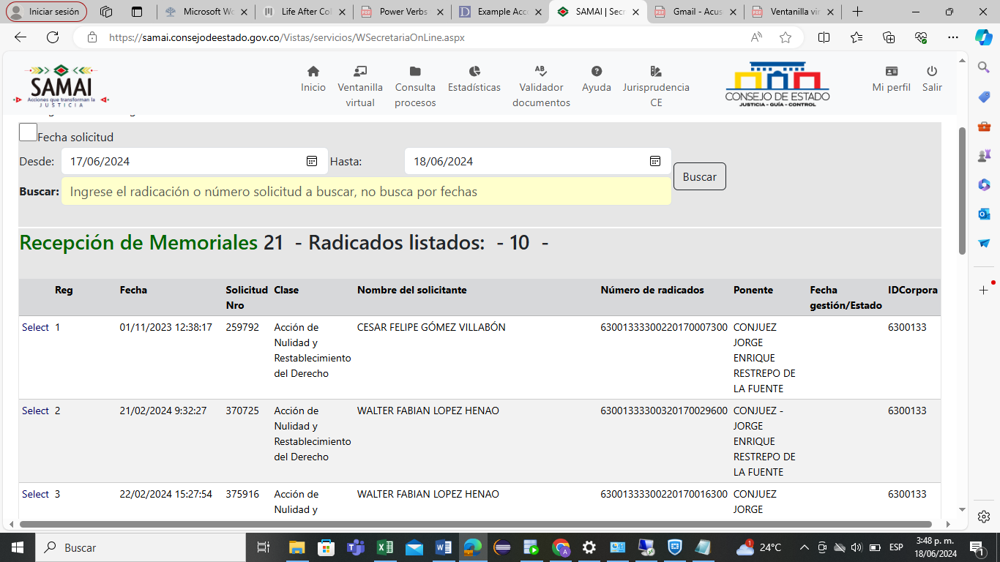 Iniciar sesión
Microsoft Wo
Life After Col
Power Verbs
Example Acco
SAMAI | Secr
Gmail - Acus
Ventanilla vir
https://samai.consejodeestado.gov.co/Vistas/servicios/WSecretariaOnLine.aspx
SAMAI
Acciones que transforman la
JUSTICIA
Inicio
Ventanilla
virtual
Consulta
procesos
Estadísticas
Validador
documentos
Ayuda
Jurisprudencia
CE
CONSEJO DE ESTADO
JUSTICIA - GUÍA - CONTROL
Mi perfil
Salir
Fecha solicitud
Desde: 17/06/2024 Hasta: 18/06/2024
Buscar
Buscar: Ingrese el radicación o número solicitud a buscar, no busca por fechas
Recepción de Memoriales 21 - Radicados listados: - 10 -
Reg Fecha Solicitud Clase Nombre del solicitante Número de radicados Ponente Fecha IDCorpora
Nro gestión/Estado
Select 1 01/11/2023 12:38:17 259792 Acción de CESAR FELIPE GÓMEZ VILLABÓN 63001333300220170007300 CONJUEZ 6300133
Nulidad y JORGE
Restablecimiento ENRIQUE
del Derecho RESTREPO DE
LA FUENTE
Select 2 21/02/2024 9:32:27 370725 Acción de WALTER FABIAN LOPEZ HENAO 63001333300320170029600 CONJUEZ - 6300133
Nulidad y JORGE
Restablecimiento ENRIQUE
del Derecho RESTREPO DE
LA FUENTE
Select 3 22/02/2024 15:27:54 375916 Acción de WALTER FABIAN LOPEZ HENAO 63001333300220170016300 CONJUEZ 6300133
Nulidad y JORGE
Buscar
1
24°C
ESP
3:48 p. m.
18/06/2024
1